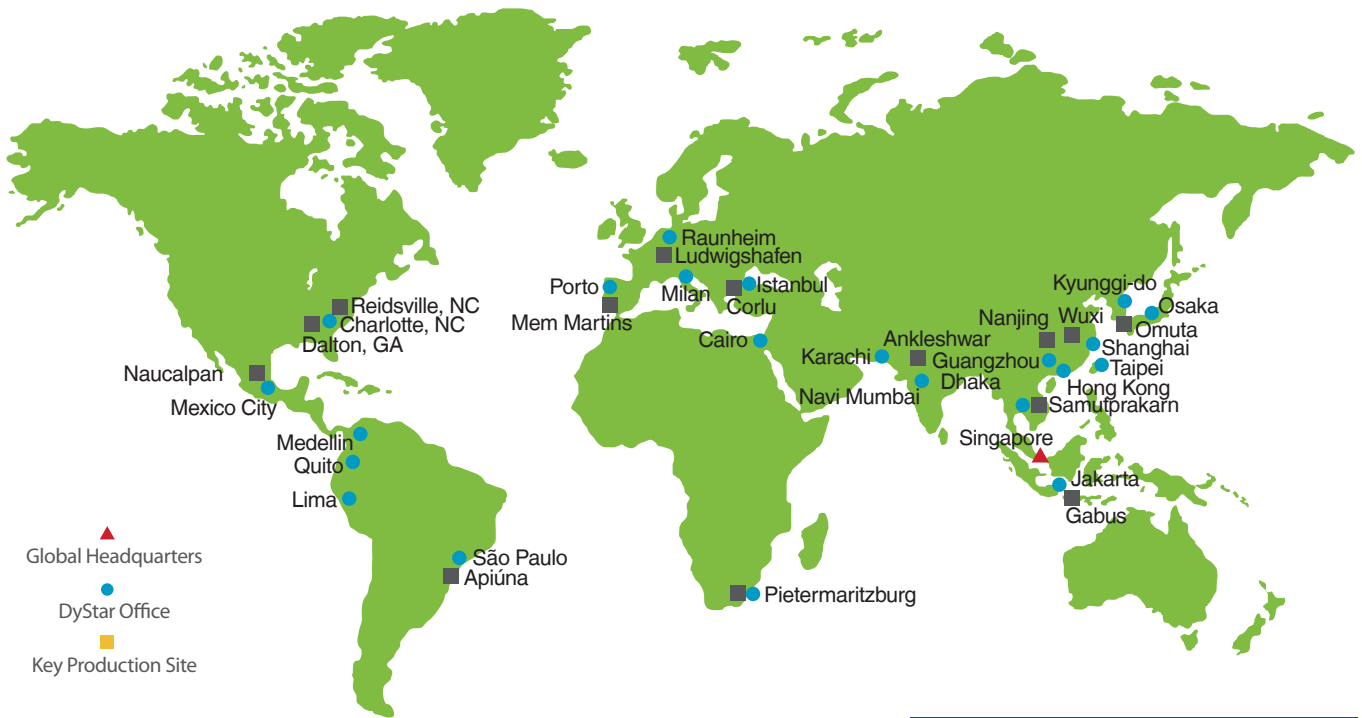 Raunheim
Ludwigshafen
Porto
Milan
Istanbul
Kyunggi-do
Mem Martins
Corlu
Osaka
Reidsville, NC
Charlotte, NC
Dalton, GA
Nanjing
Wuxi
Omuta
Cairo
Ankleshwar
Shanghai
Karachi
Guangzhou
Taipei
Naucalpan
Dhaka
Hong Kong
Mexico City
Navi Mumbai
Samutprakarn
Medellin
Singapore
Quito
Jakarta
Lima
Gabus
Global Headquarters
São Paulo
Apiúna
DyStar Office
Pietermaritzburg
Key Production Site